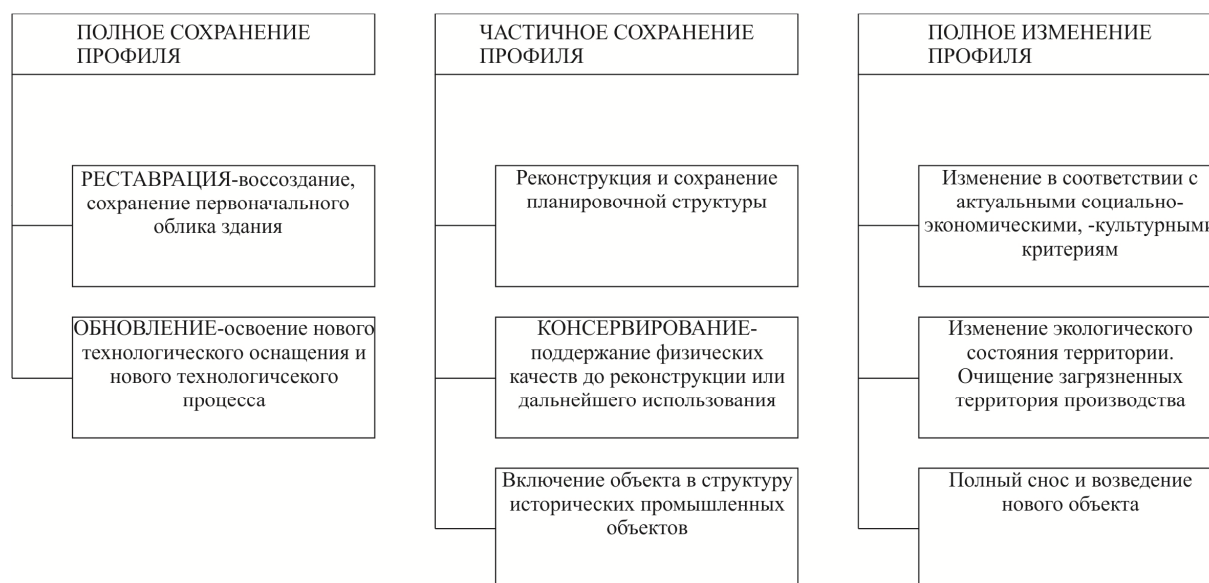 ПОЛНОЕ СОХРАНЕНИЕ
ПРОФИЛЯ
РЕСТАВРАЦИЯ-воссоздание,
сохранение первоначального
облика здания
ОБНОВЛЕНИЕ-освоение нового
технологического оснащения и
нового технологичсекого
процесса
ЧАСТИЧНОЕ СОХРАНЕНИЕ
ПРОФИЛЯ
Реконструкция и сохранение
планировочной структуры
КОНСЕРВИРОВАНИЕ-
поддержание физических
качеств до реконструкции или
дальнейшего использования
Включение объекта в структуру
исторических промышленных
объектов
ПОЛНОЕ ИЗМЕНЕНИЕ
ПРОФИЛЯ
Изменение в соответствии с
актуальными социально-
экономическими, -культурными
критериям
Изменение экологического
состояния территории.
Очищение загрязненных
территория производства
Полный снос и возведение
нового объекта